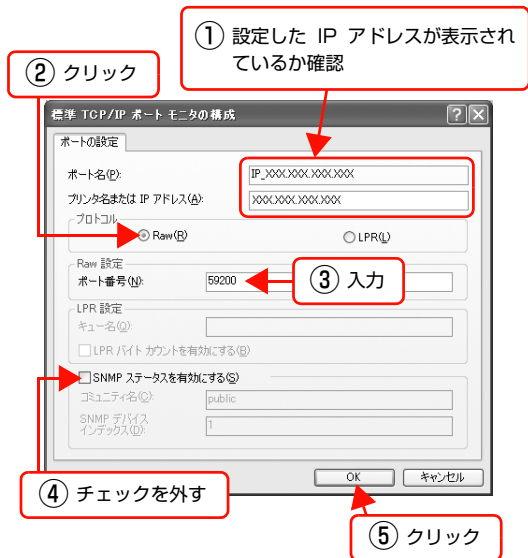 ① 設定した IP アドレスが表示され
ているか確認
② クリック
標準 TCP/IP ポート モニタの構成
ポートの設定
ポート名(P):
IP_XXX.XXX.XXX.XXX
プリンタ名または IP アドレス(A):
XXX.XXX.XXX.XXX
プロトコル
Raw(R)
LPR(L)
Raw 設定
ポート番号(N):
59200
③ 入力
LPR 設定
キュー名(Q):
LPR バイト カウントを有効にする(B)
SNMP ステータスを有効にする(S)
コミュニティ名(C):
public
SNMP デバイス
インデックス(D):
1
OK
キャンセル
④ チェックを外す
⑤ クリック